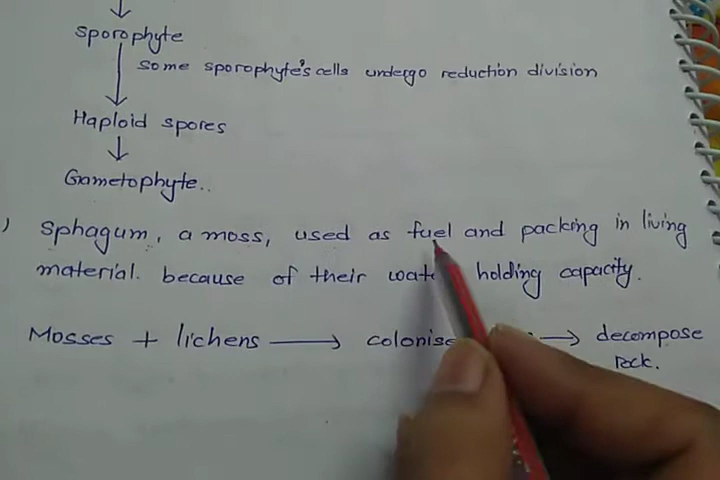 Sporophyte
Some sporophyte's cells undergo reduction division
Haploid spores
Gametophyte..
) Sphagum, a moss, used as fuel and packing in living
material. because of their wat holding capacity.
Mosses + lichens → colonise → decompose
rock.